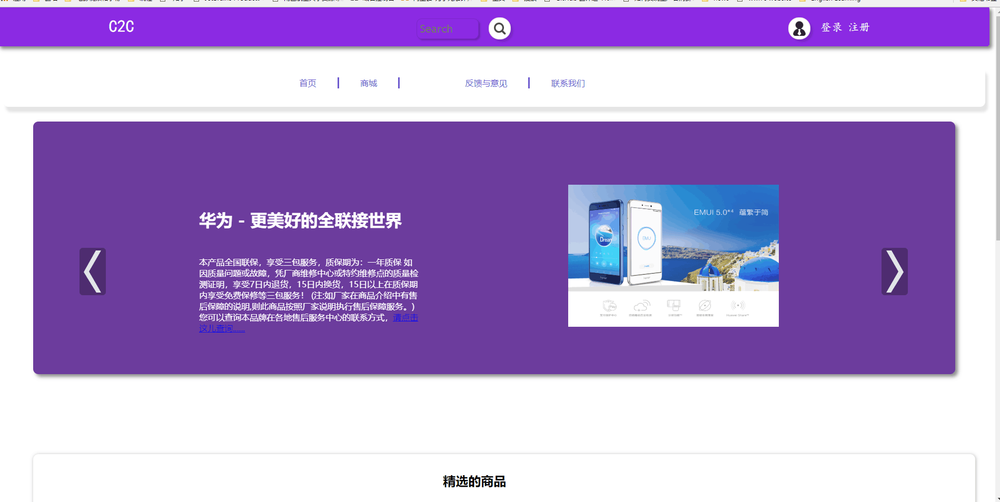 C2C
Search
登录 注册
首页
商城
反馈与意见
联系我们
华为 - 更美好的全联接世界
本产品全国联保，享受三包服务，质保期为：一年质保 如
因质量问题或故障，凭厂商维修中心或特约维修点的质量检
测证明，享受7日内退货，15日内换货，15日以上在质保期
内享受免费保修等三包服务！ (注:如厂家在商品介绍中有售
后保障的说明,则此商品按照厂家说明执行售后保障服务。)
您可以查询本品牌在各地售后服务中心的联系方式，请点击
这儿查询......
EMUI 5.0*⁴ 蕴繁于简
Dream
EMUI
honor
honor
Huawei Share™
精选的商品